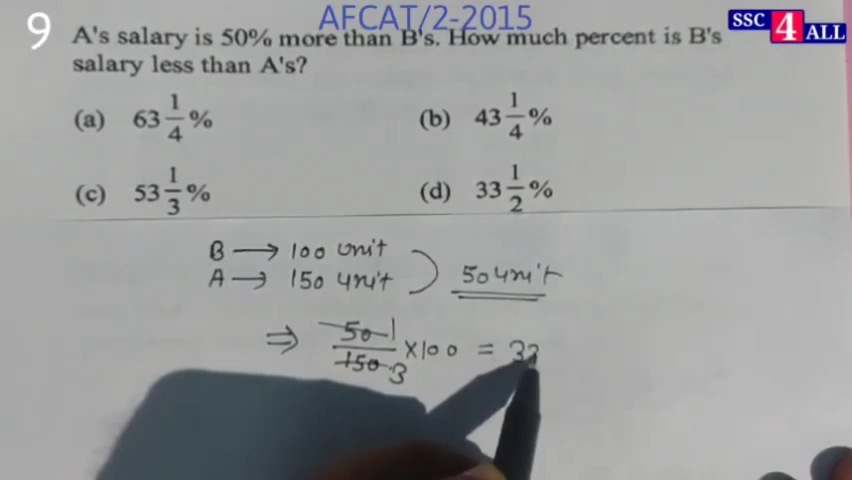 AFCAT/2-2015
SSC 4 ALL
9 A's salary is 50% more than B's. How much percent is B's
salary less than A's?
(a) 63 1/4 % (b) 43 1/4 %
(c) 53 1/3 % (d) 33 1/2 %
B → 100 unit
A → 150 unit
50 unit
⇒ 50 1 / 150 3 × 100 = 33